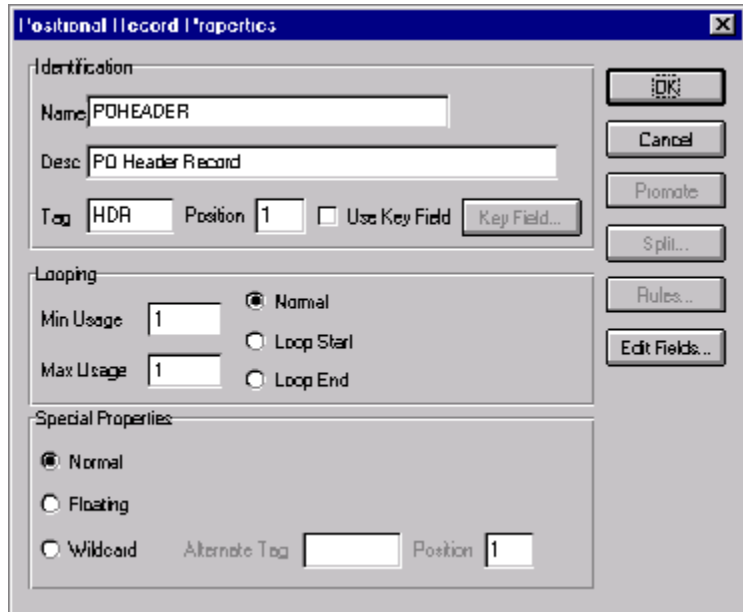 Positional Record Properties
Identification
Name POHEADER
Desc PO Header Record
Tag HDR Position 1 Use Key Field Key Field...
OK
Cancel
Promote
Split...
Rules...
Edit Fields...
Looping
Min Usage 1
Max Usage 1
Normal
Loop Start
Loop End
Special Properties
Normal
Floating
Wildcard Alternate Tag Position 1